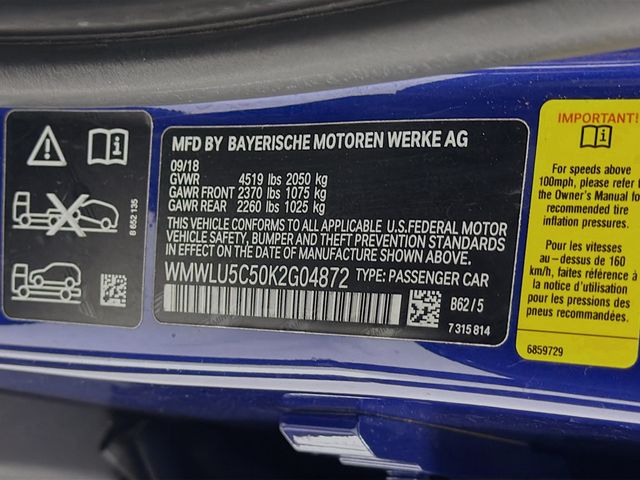 8 652 135
MFD BY BAYERISCHE MOTOREN WERKE AG
09/18
GVWR 4519 lbs 2050 kg
GAWR FRONT 2370 lbs 1075 kg
GAWR REAR 2260 lbs 1025 kg
THIS VEHICLE CONFORMS TO ALL APPLICABLE U.S.FEDERAL MOTOR
VEHICLE SAFETY, BUMPER AND THEFT PREVENTION STANDARDS
IN EFFECT ON THE DATE OF MANUFACTURE SHOWN ABOVE.
WMWLU5C50K2G04872 TYPE: PASSENGER CAR
B62/5
7 315 814
IMPORTANT!
For speeds above
100mph, please refer t
the Owner's Manual fo
recommended tire
inflation pressures.
Pour les vitesses
au-dessus de 160
km/h, faites référence à
la notice d'utilisation
pour les pressions des
pneus recommandées.
6859729